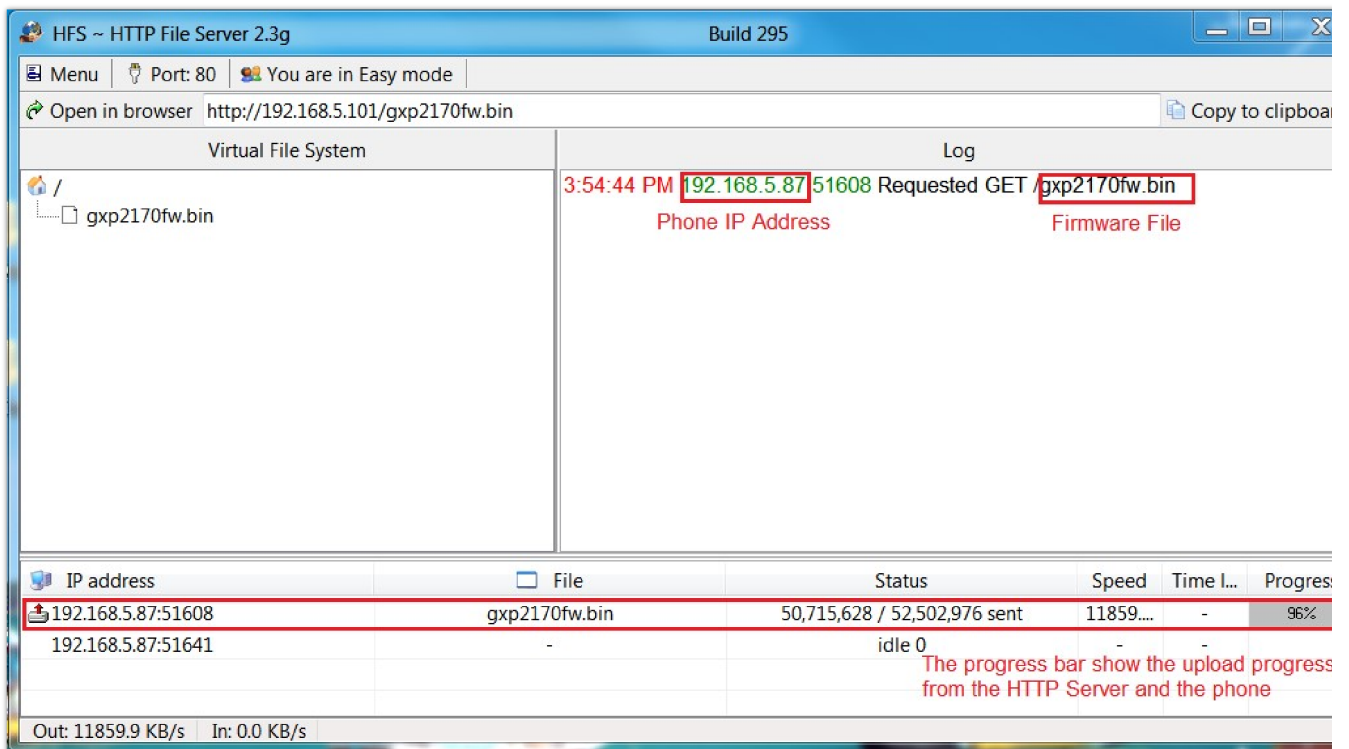 HFS ~ HTTP File Server 2.3g Build 295
Menu Port: 80 You are in Easy mode
Open in browser http://192.168.5.101/gxp2170fw.bin Copy to clipboar
Virtual File System Log
/
gxp2170fw.bin
3:54:44 PM 192.168.5.87 51608 Requested GET /gxp2170fw.bin
Phone IP Address Firmware File
IP address File Status Speed Time l... Progress
192.168.5.87:51608 gxp2170fw.bin 50,715,628 / 52,502,976 sent 11859.... - 96%
192.168.5.87:51641 - idle 0 - -
The progress bar show the upload progress
from the HTTP Server and the phone
Out: 11859.9 KB/s In: 0.0 KB/s